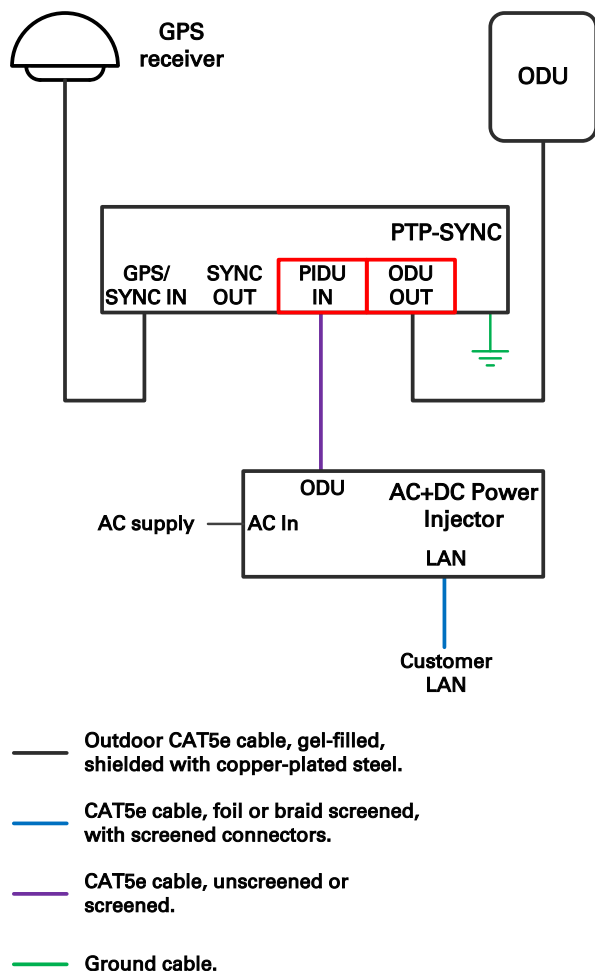 GPS
receiver
ODU
PTP-SYNC
GPS/
SYNC IN
SYNC
OUT
PIDU
IN
ODU
OUT
ODU
AC+DC Power
Injector
AC supply
AC In
LAN
Customer
LAN
Outdoor CAT5e cable, gel-filled,
shielded with copper-plated steel.
CAT5e cable, foil or braid screened,
with screened connectors.
CAT5e cable, unscreened or
screened.
Ground cable.